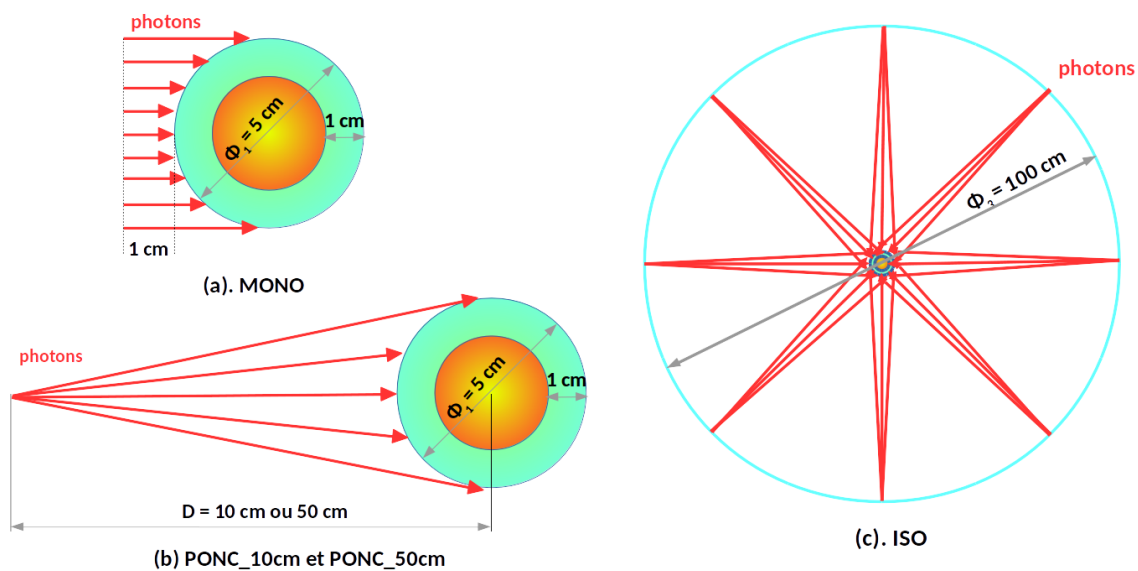 photons
Φ₁ = 5 cm
1 cm
1 cm
(a). MONO
photons
Φ₁ = 5 cm
1 cm
D = 10 cm ou 50 cm
(b) PONC_10cm et PONC_50cm
photons
Φ₃ = 100 cm
(c). ISO